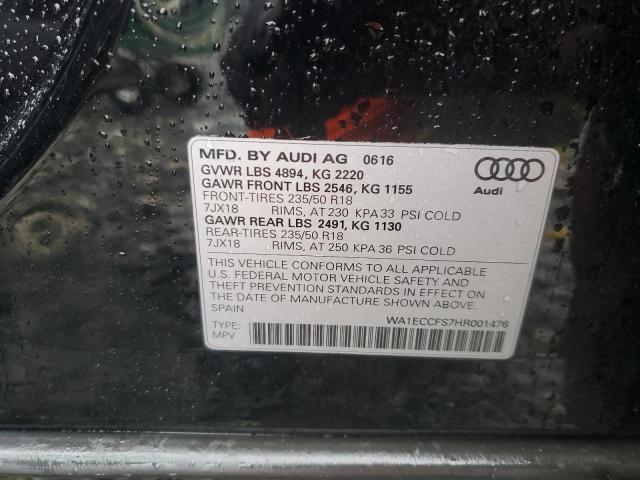 MFD. BY AUDI AG 0616
GVWR LBS 4894, KG 2220
GAWR FRONT LBS 2546, KG 1155
FRONT-TIRES 235/50 R18
7JX18 RIMS, AT 230 KPA 33 PSI COLD
GAWR REAR LBS 2491, KG 1130
REAR-TIRES 235/50 R18
7JX18 RIMS, AT 250 KPA 36 PSI COLD
Audi
THIS VEHICLE CONFORMS TO ALL APPLICABLE
U.S. FEDERAL MOTOR VEHICLE SAFETY AND
THEFT PREVENTION STANDARDS IN EFFECT ON
THE DATE OF MANUFACTURE SHOWN ABOVE.
SPAIN
TYPE:
MPV
WA1ECCFS7HR001476